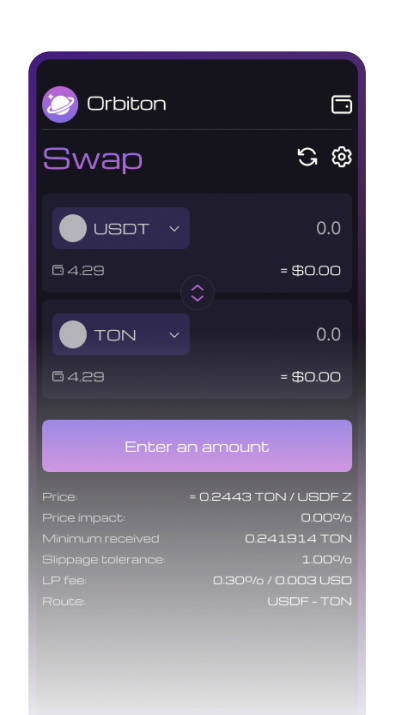 Orbiton
Swap
USDT 0.0
4.29 = $0.00
TON 0.0
4.29 = $0.00
Enter an amount
Price: = 0.2443 TON / USDF Z
Price impact: 0.00%
Minimum received 0.241914 TON
Slippage tolerance: 1.00%
LP fee: 0.30% / 0.003 USD
Route: USDF - TON